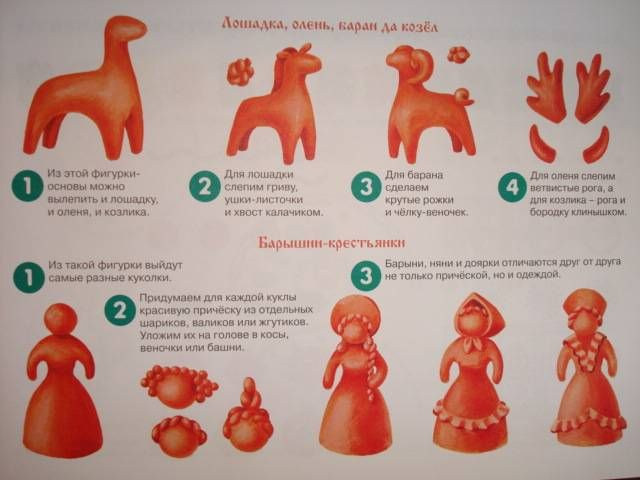 Лошадка, олень, баран да козёл
1
Из этой фигурки-
основы можно
вылепить и лошадку,
и оленя, и козлика.
2
Для лошадки
слепим гриву,
ушки-листочки
и хвост калачиком.
3
Для барана
сделаем
крутые рожки
и чёлку-веночек.
4
Для оленя слепим
ветвистые рога, а
для козлика – рога и
бородку клинышком.
Барышни-крестьянки
1
Из такой фигурки выйдут
самые разные куколки.
2
Придумаем для каждой куклы
красивую причёску из отдельных
шариков, валиков или жгутиков.
Уложим их на голове в косы,
веночки или башни.
3
Барыни, няни и доярки отличаются друг от друга
не только причёской, но и одеждой.